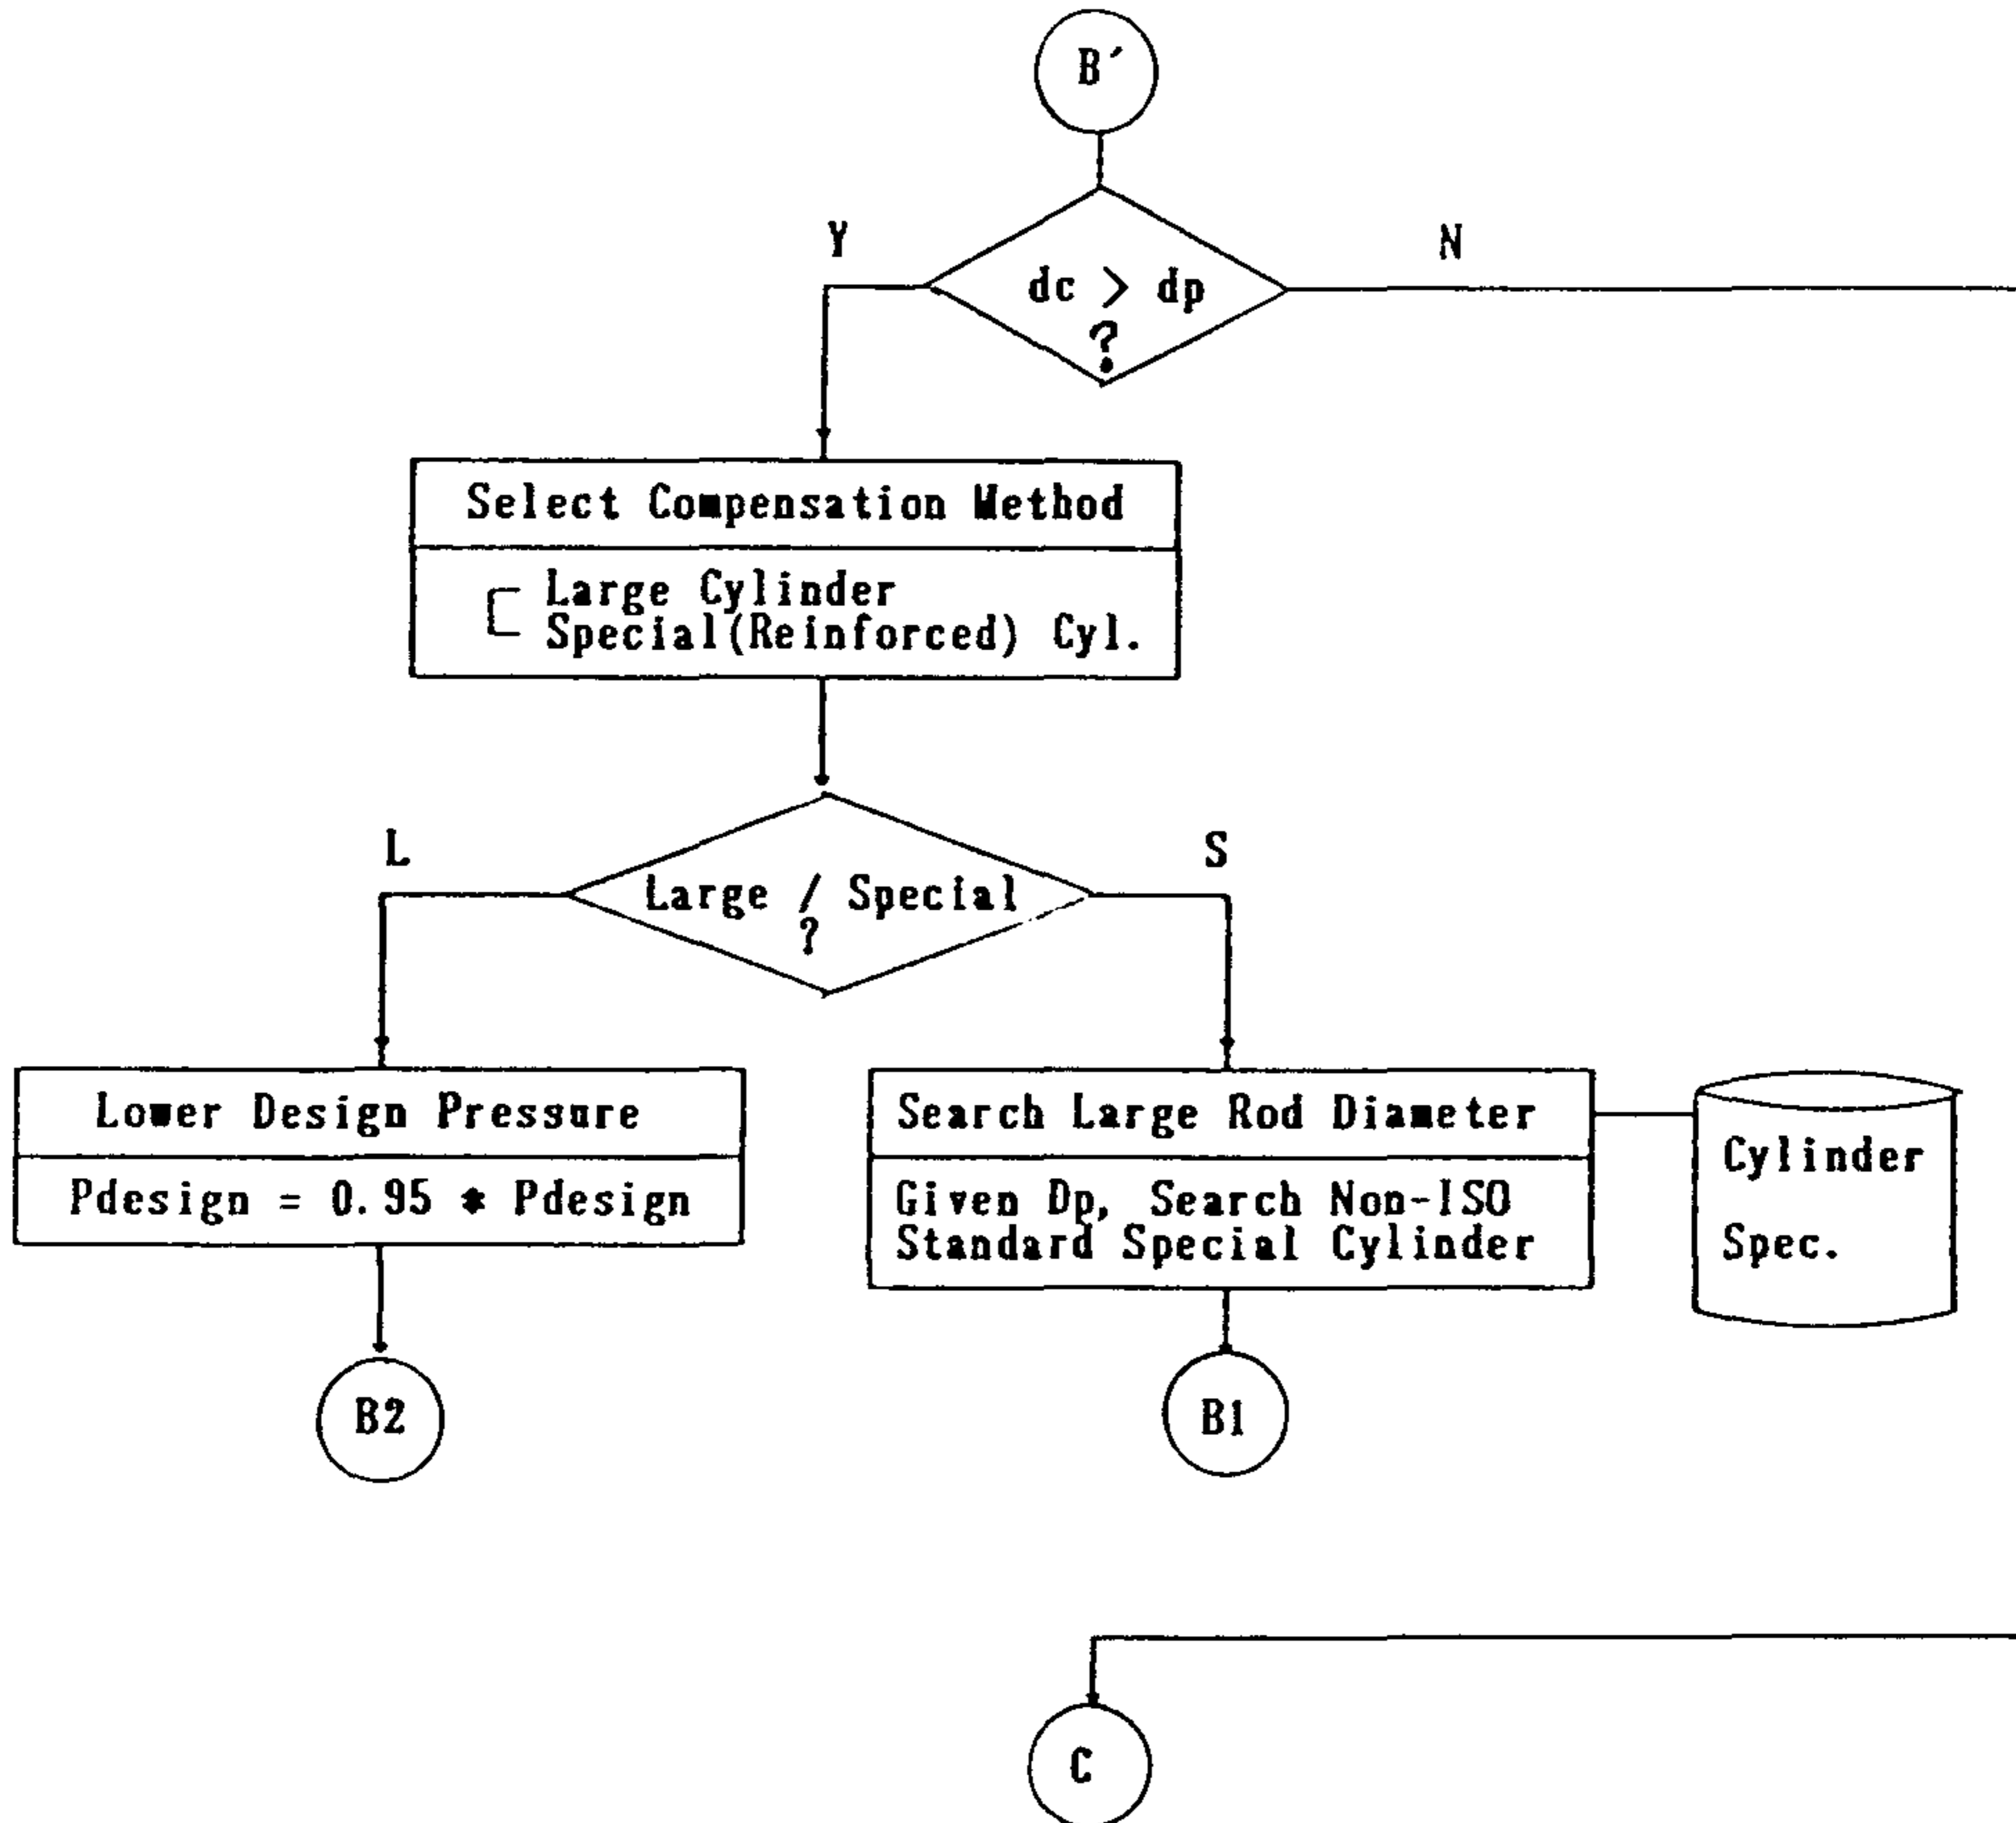 B´
Y
N
dc > dp
?
Select Compensation Method
Large Cylinder
Special(Reinforced) Cyl.
L
S
Large / Special
?
Lower Design Pressure
Pdesign = 0.95 * Pdesign
Search Large Rod Diameter
Given Dp, Search Non-ISO
Standard Special Cylinder
Cylinder
Spec.
B2
B1
C